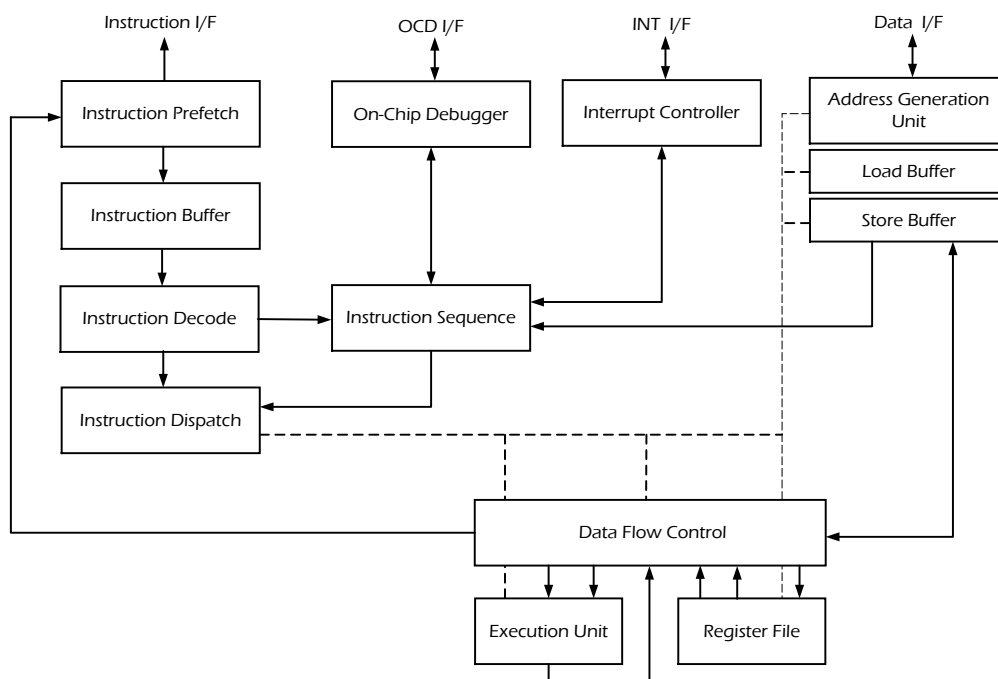 Instruction I/F
OCD I/F
INT I/F
Data I/F
Instruction Prefetch
On-Chip Debugger
Interrupt Controller
Address Generation
Unit
Load Buffer
Instruction Buffer
Store Buffer
Instruction Decode
Instruction Sequence
Instruction Dispatch
Data Flow Control
Execution Unit
Register File